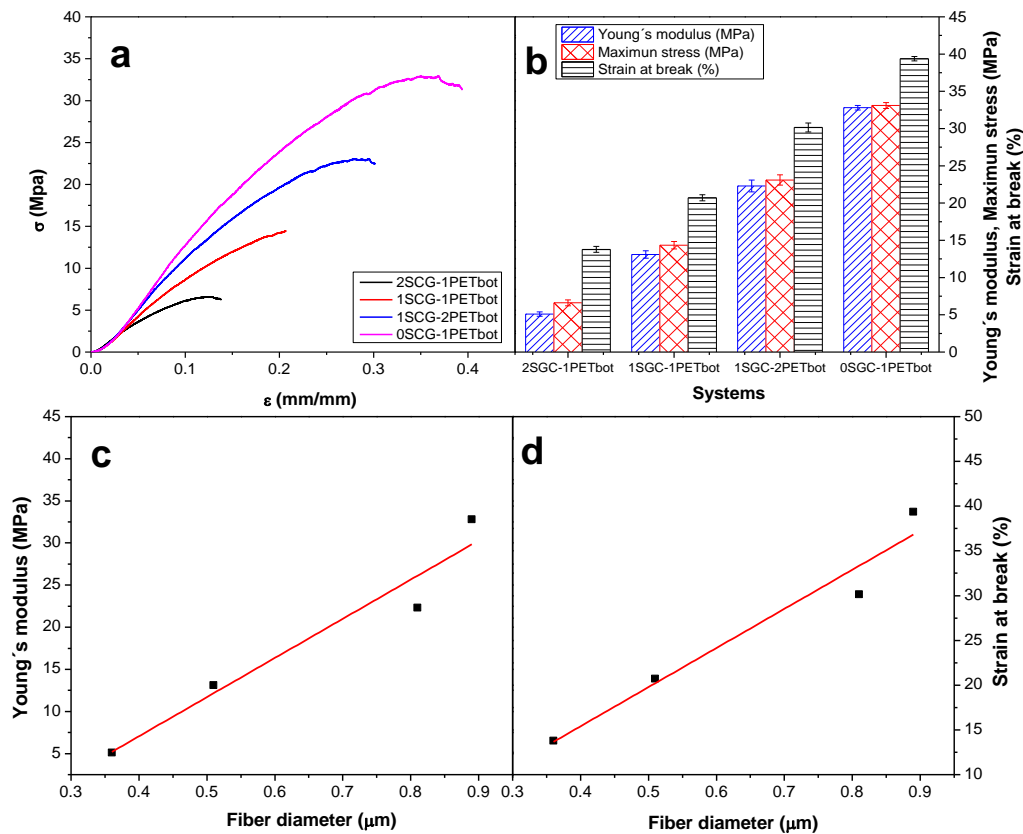 a
σ (Mpa)
40
35
30
25
20
15
10
5
0
0.0
0.1
0.2
0.3
0.4
ε (mm/mm)
2SCG-1PETbot
1SCG-1PETbot
1SCG-2PETbot
0SCG-1PETbot
b
Young´s modulus (MPa)
Maximun stress (MPa)
Strain at break (%)
2SGC-1PETbot
1SGC-1PETbot
1SGC-2PETbot
0SGC-1PETbot
Systems
45
40
35
30
25
20
15
10
5
0
Young´s modulus, Maximun stress (MPa)
Strain at break (%)
c
Young´s modulus (MPa)
45
40
35
30
25
20
15
10
5
0.3
0.4
0.5
0.6
0.7
0.8
0.9
Fiber diameter (μm)
d
50
45
40
35
30
25
20
15
10
Strain at break (%)
0.3
0.4
0.5
0.6
0.7
0.8
0.9
Fiber diameter (μm)